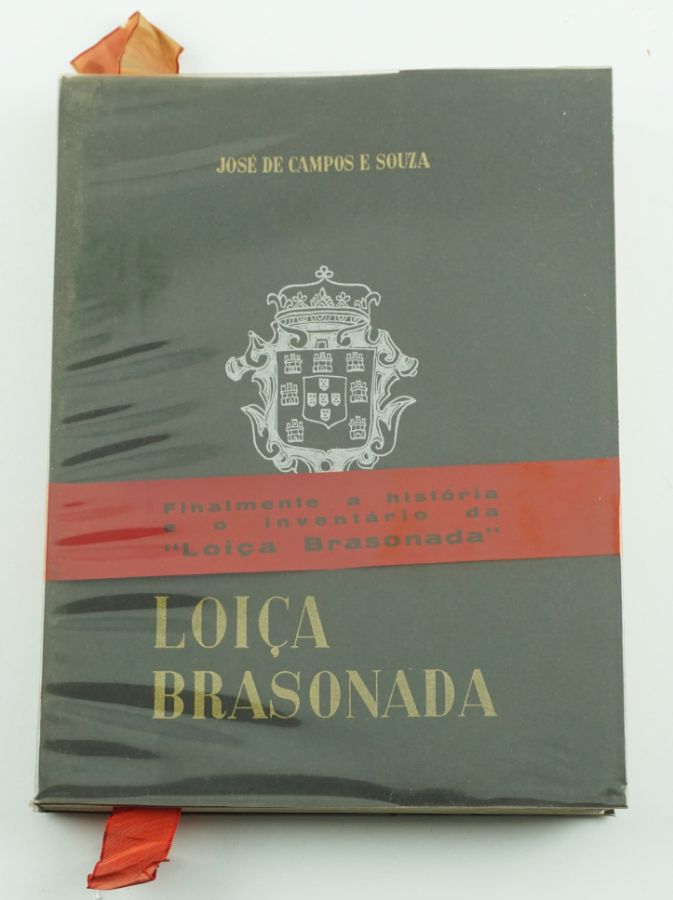 JOSÉ DE CAMPOS E SOUZA
Finalmente a história
e o inventário da
"Loiça Brasonada"
LOIÇA
BRASONADA